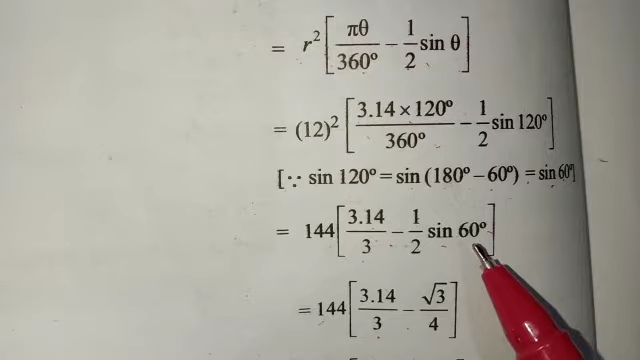 = r² [πθ/360° − 1/2 sin θ]
= (12)² [3.14 × 120°/360° − 1/2 sin 120°]
[∵ sin 120° = sin (180° − 60°) = sin 60°]
= 144 [3.14/3 − 1/2 sin 60°]
= 144 [3.14/3 − √3/4]